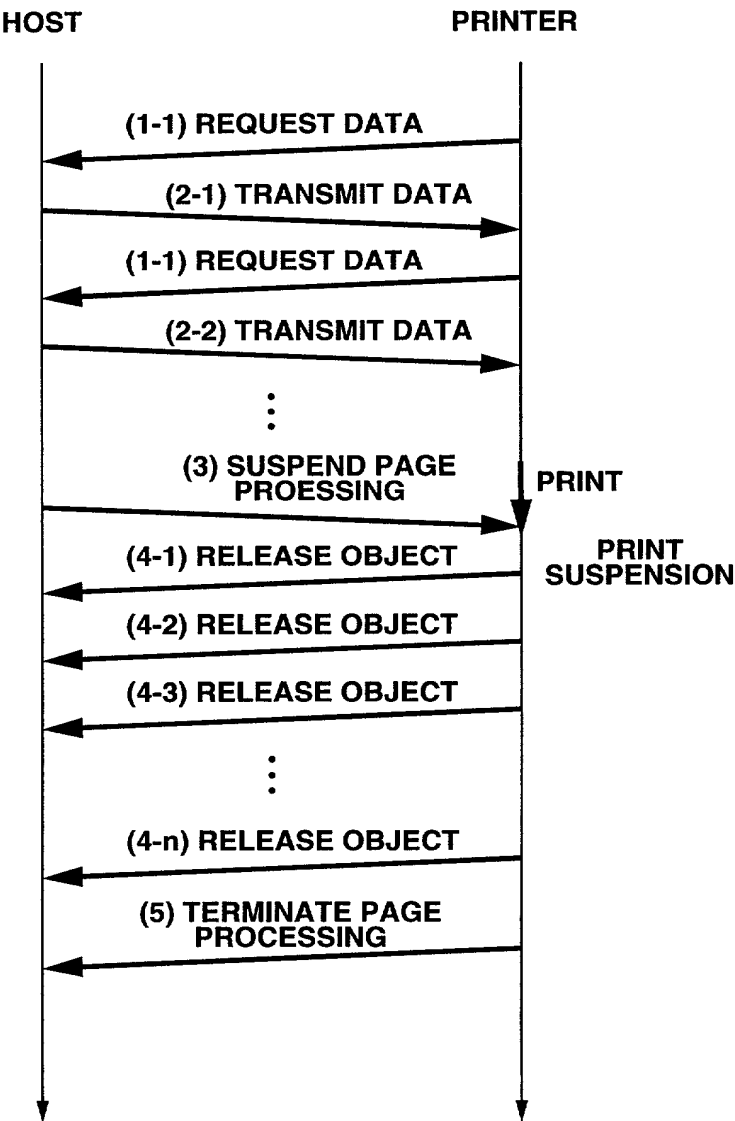 HOST
PRINTER
(1-1) REQUEST DATA
(2-1) TRANSMIT DATA
(1-1) REQUEST DATA
(2-2) TRANSMIT DATA
(3) SUSPEND PAGE
PROESSING
PRINT
(4-1) RELEASE OBJECT
PRINT
SUSPENSION
(4-2) RELEASE OBJECT
(4-3) RELEASE OBJECT
(4-n) RELEASE OBJECT
(5) TERMINATE PAGE
PROCESSING